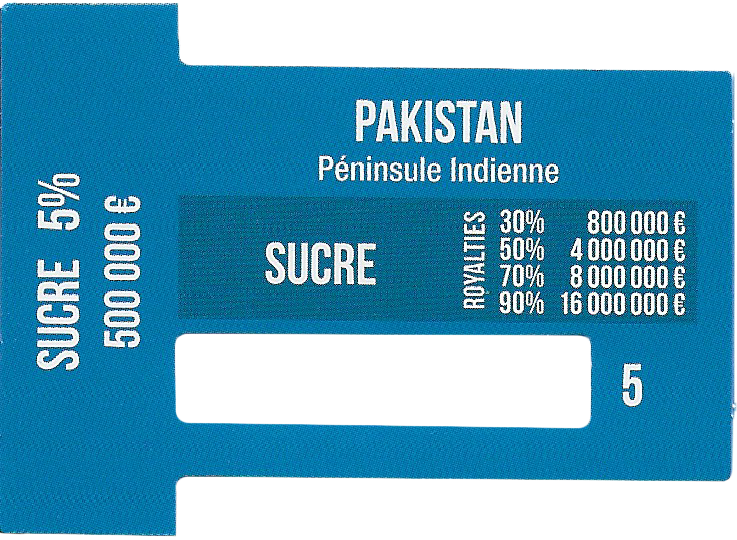 PAKISTAN
Péninsule Indienne
SUCRE 5%
500 000 €
SUCRE
ROYALTIES
30% 800 000 €
50% 4 000 000 €
70% 8 000 000 €
90% 16 000 000 €
5